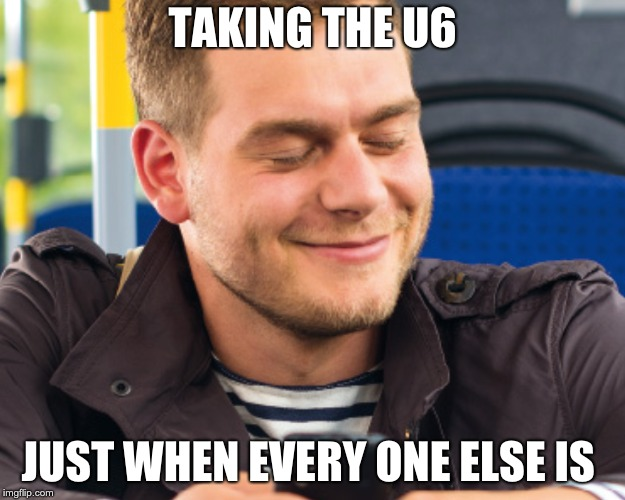 TAKING THE U6
JUST WHEN EVERY ONE ELSE IS
imgflip.com